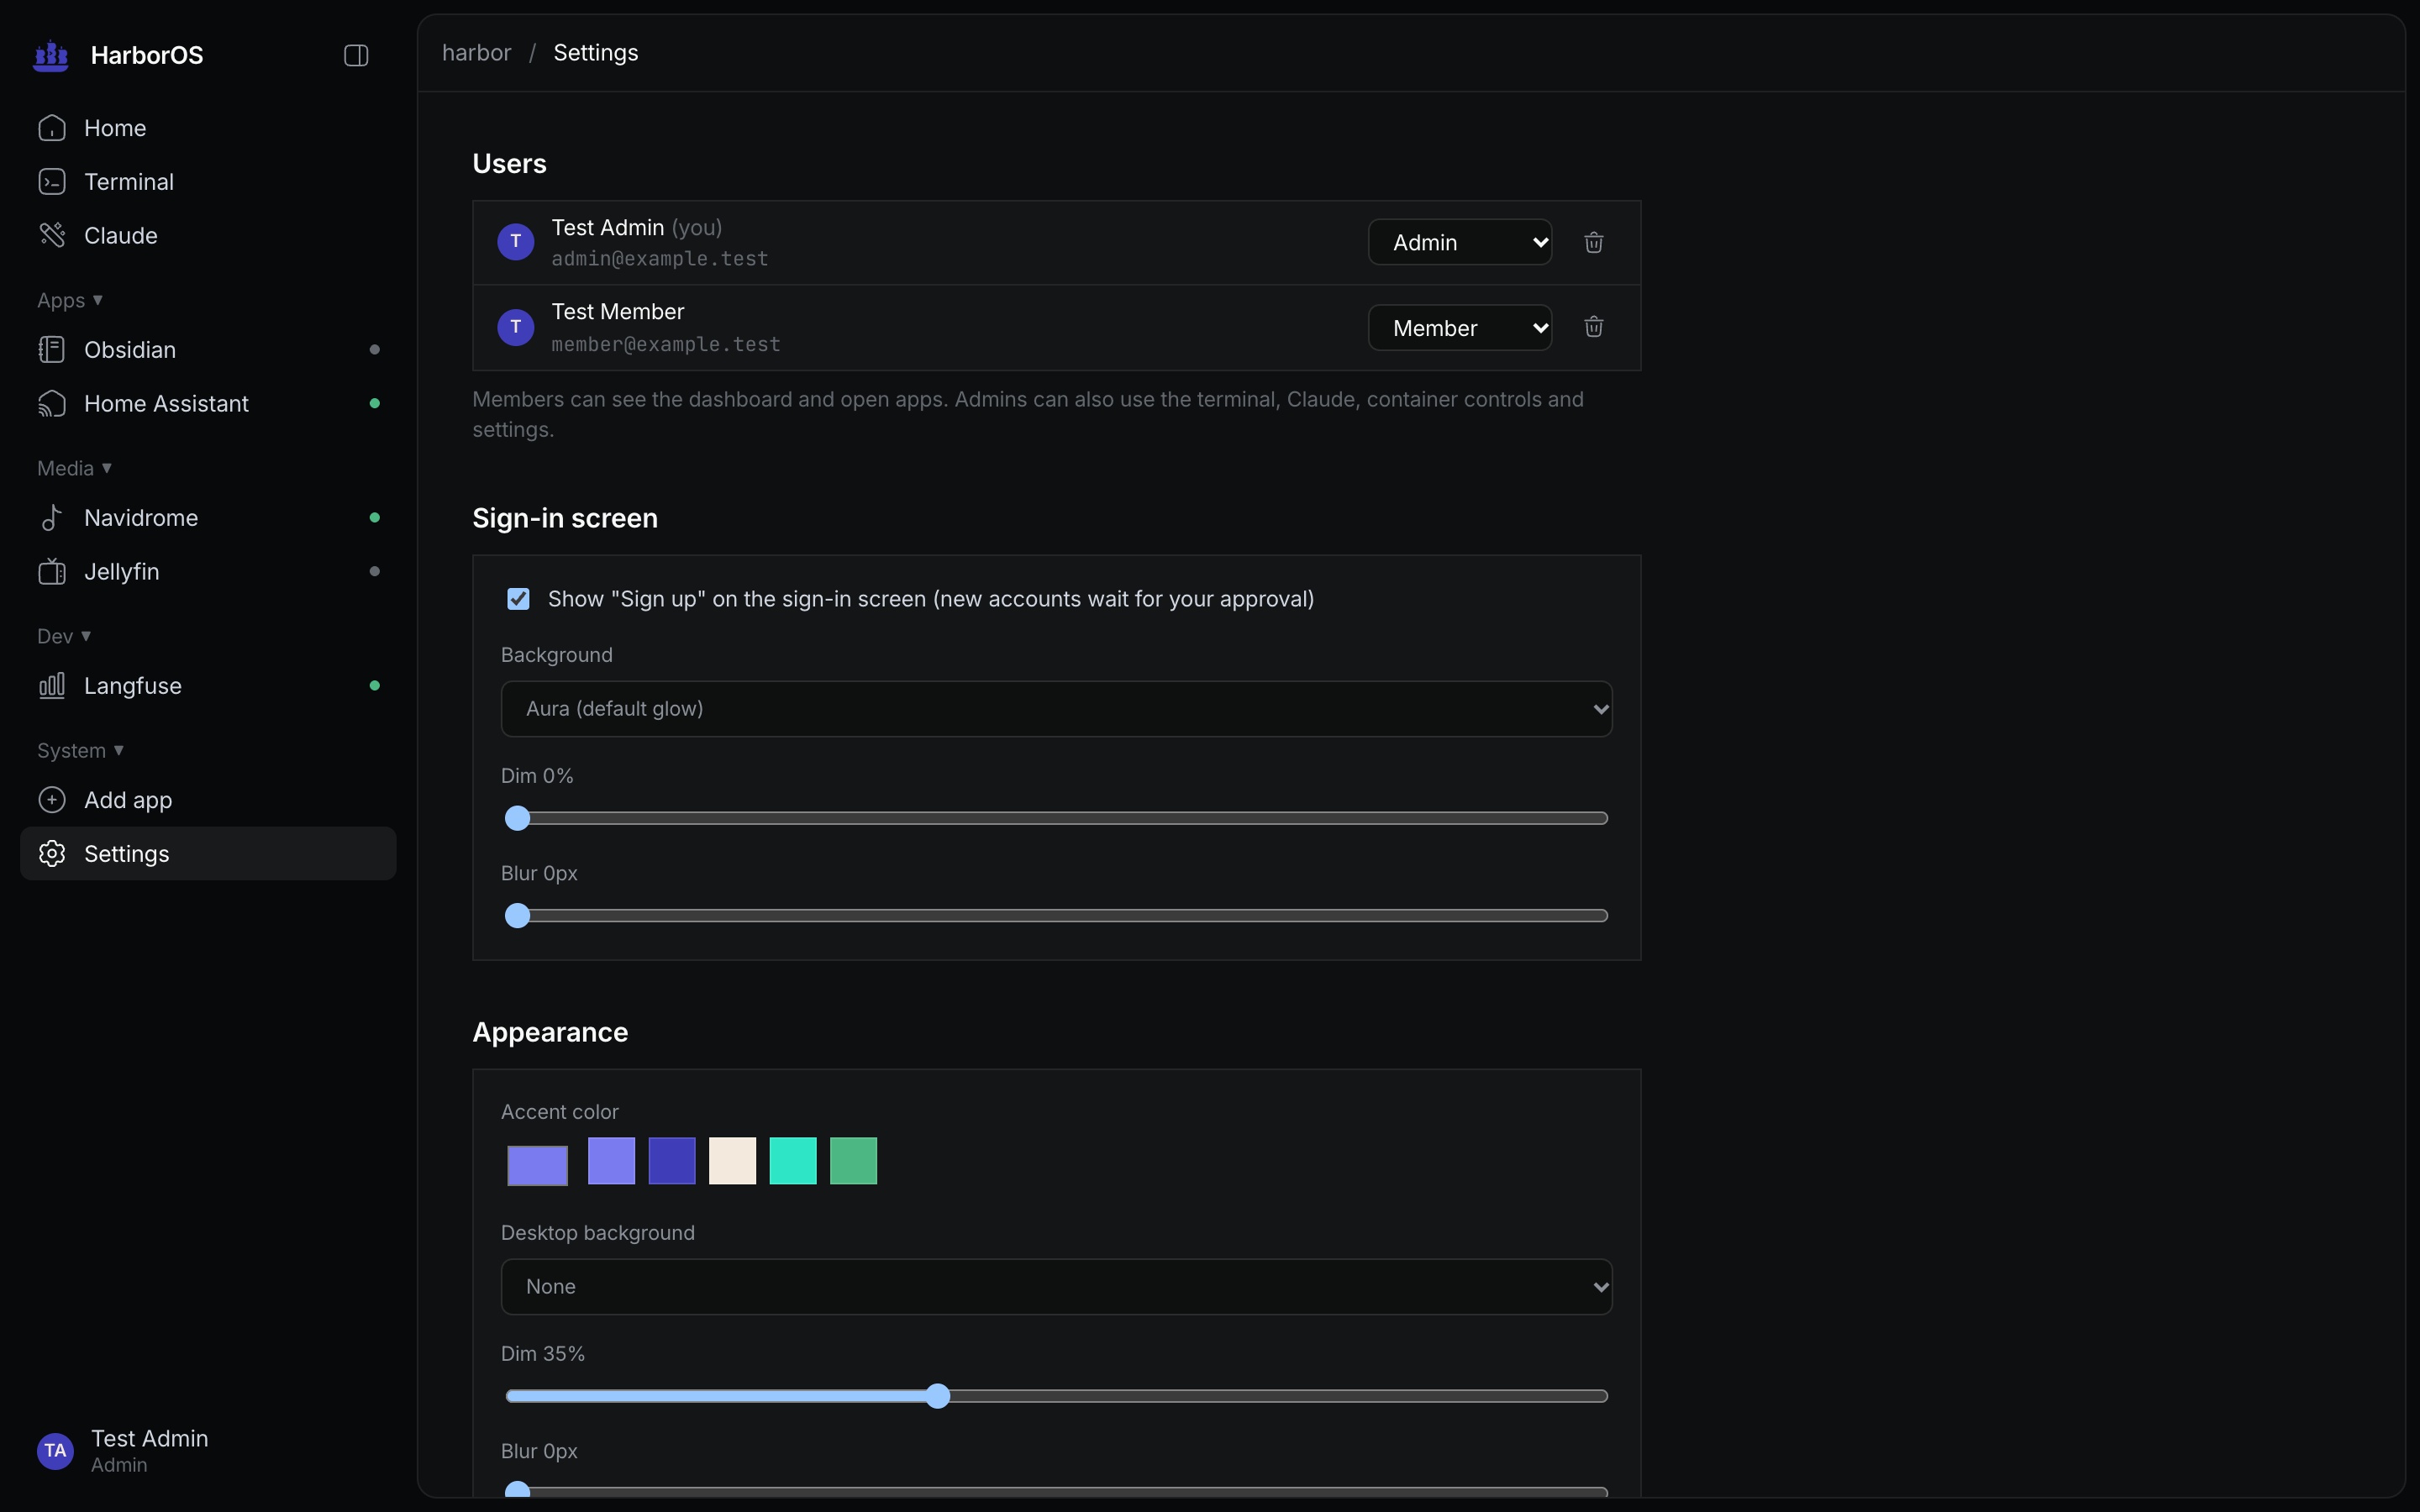 HarborOS
Home
Terminal
Claude
Apps ▾
Obsidian
Home Assistant
Media ▾
Navidrome
Jellyfin
Dev ▾
Langfuse
System ▾
Add app
Settings
TA
Test Admin
Admin
harbor / Settings
Users
T
Test Admin (you)
admin@example.test
Admin
T
Test Member
member@example.test
Member
Members can see the dashboard and open apps. Admins can also use the terminal, Claude, container controls and
settings.
Sign-in screen
Show "Sign up" on the sign-in screen (new accounts wait for your approval)
Background
Aura (default glow)
Dim 0%
Blur 0px
Appearance
Accent color
Desktop background
None
Dim 35%
Blur 0px